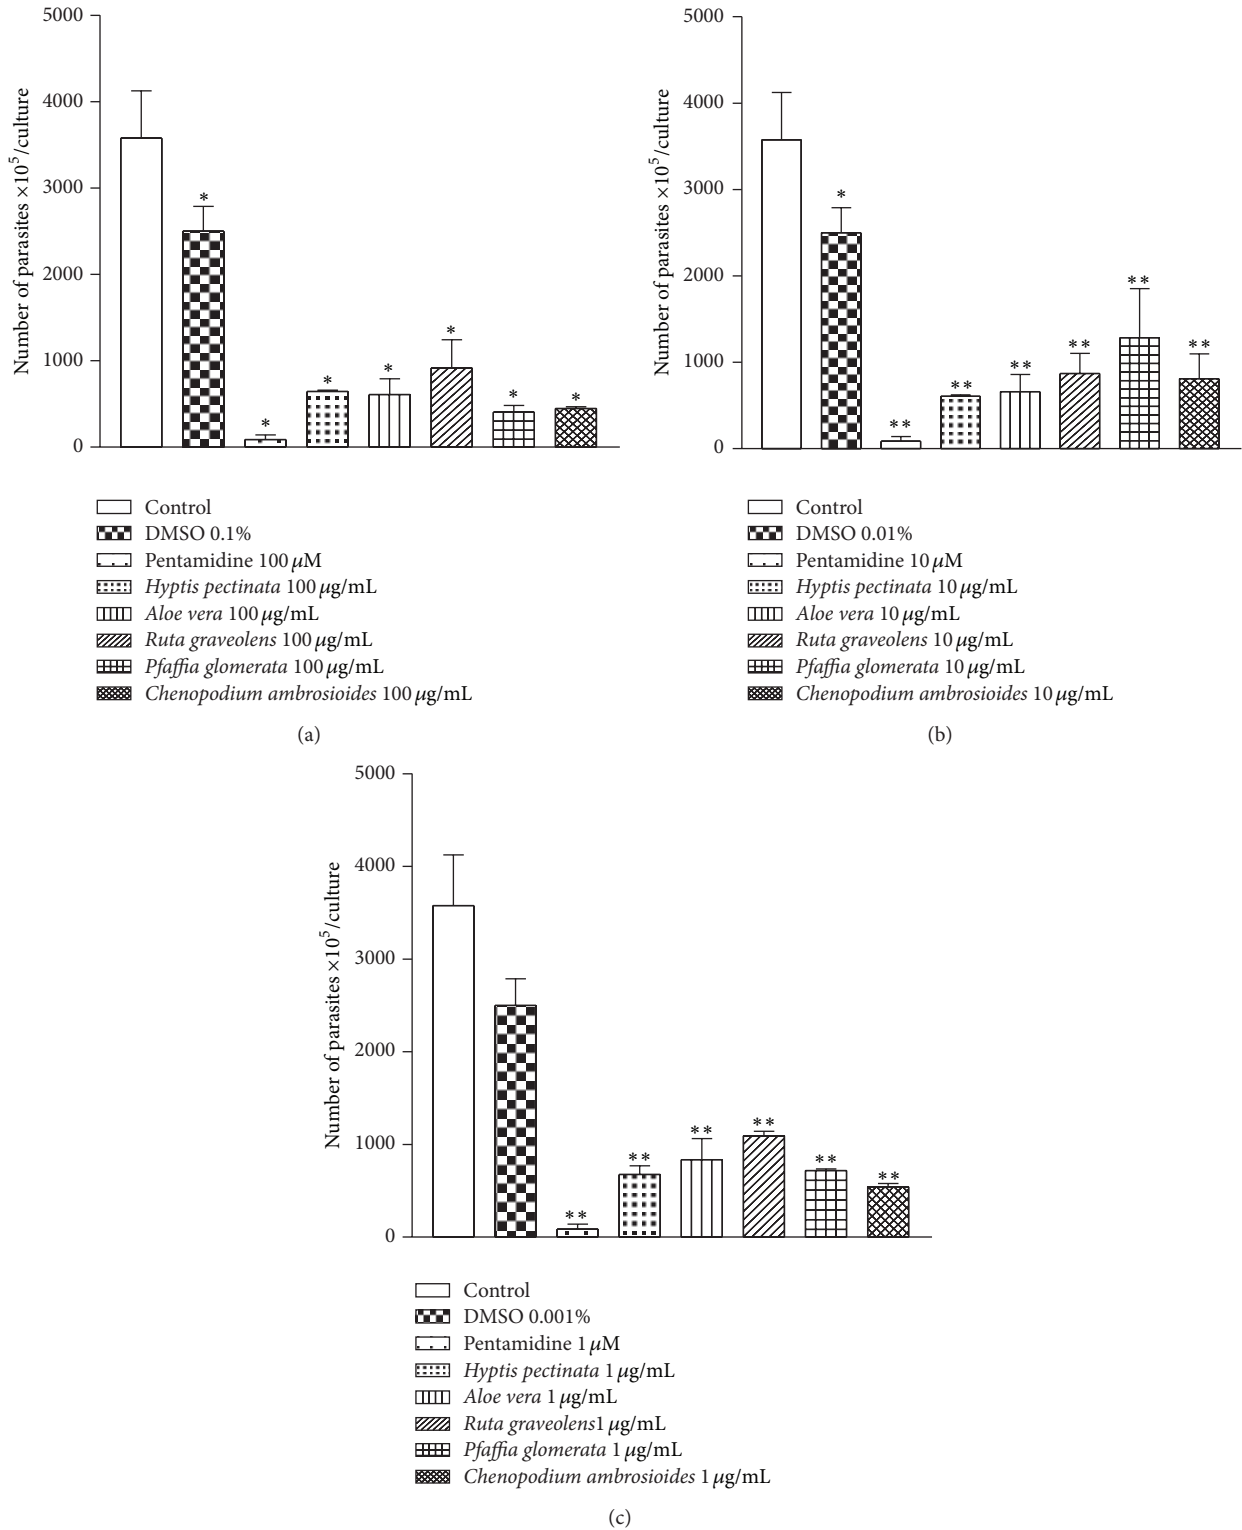 5000
4000
3000
2000
1000
0
Number of parasites ×10⁵/culture
*
*
*
*
*
*
*
Control
DMSO 0.1%
Pentamidine 100 μM
Hyptis pectinata 100 μg/mL
Aloe vera 100 μg/mL
Ruta graveolens 100 μg/mL
Pfaffia glomerata 100 μg/mL
Chenopodium ambrosioides 100 μg/mL
(a)
5000
4000
3000
2000
1000
0
Number of parasites ×10⁵/culture
*
**
**
**
**
**
**
Control
DMSO 0.01%
Pentamidine 10 μM
Hyptis pectinata 10 μg/mL
Aloe vera 10 μg/mL
Ruta graveolens 10 μg/mL
Pfaffia glomerata 10 μg/mL
Chenopodium ambrosioides 10 μg/mL
(b)
5000
4000
3000
2000
1000
0
Number of parasites ×10⁵/culture
**
**
**
**
**
**
Control
DMSO 0.001%
Pentamidine 1 μM
Hyptis pectinata 1 μg/mL
Aloe vera 1 μg/mL
Ruta graveolens1 μg/mL
Pfaffia glomerata 1 μg/mL
Chenopodium ambrosioides 1 μg/mL
(c)